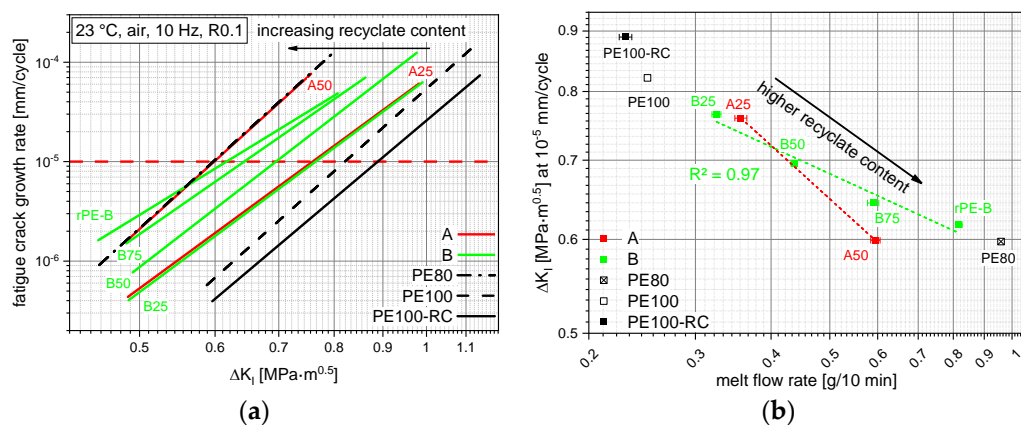 23 °C, air, 10 Hz, R0.1
increasing recyclate content
A50
A25
rPE-B
B75
B50
B25
A
B
PE80
PE100
PE100-RC
10⁻⁴
10⁻⁵
10⁻⁶
fatigue crack growth rate [mm/cycle]
0.5 0.6 0.7 0.8 0.9 1 1.1
ΔK_I [MPa·m^0.5]
(a)
0.9
0.8
0.7
0.6
0.5
ΔK_I [MPa·m^0.5] at 10⁻⁵ mm/cycle
PE100-RC
PE100
B25
A25
higher recyclate content
B50
R² = 0.97
B75
rPE-B
A50
PE80
A
B
PE80
PE100
PE100-RC
0.2 0.3 0.4 0.5 0.6 0.7 0.8 0.9 1
melt flow rate [g/10 min]
(b)